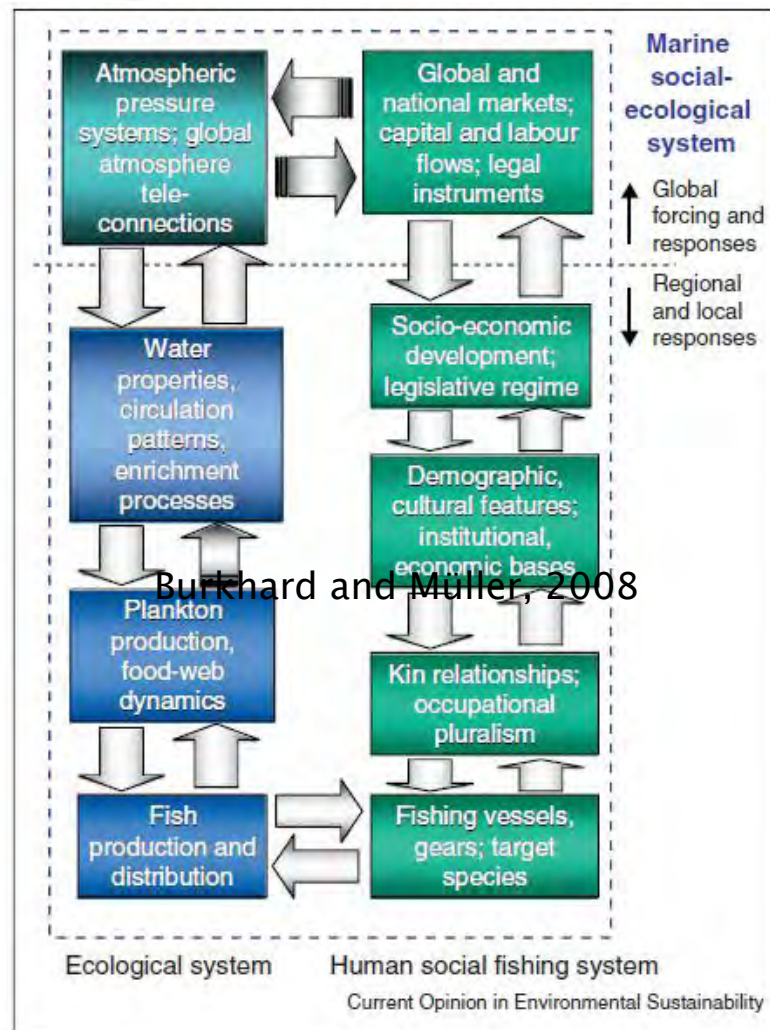 Atmospheric
pressure
systems; global
atmosphere
tele-
connections
Global and
national markets;
capital and labour
flows; legal
instruments
Marine
social-
ecological
system
Global
forcing and
responses
Regional
and local
responses
Water
properties,
circulation
patterns,
enrichment
processes
Socio-economic
development;
legislative regime
Demographic,
cultural features;
institutional,
economic bases
Burkhard and Müller, 2008
Plankton
production,
food-web
dynamics
Kin relationships;
occupational
pluralism
Fish
production and
distribution
Fishing vessels,
gears; target
species
Ecological system
Human social fishing system
Current Opinion in Environmental Sustainability